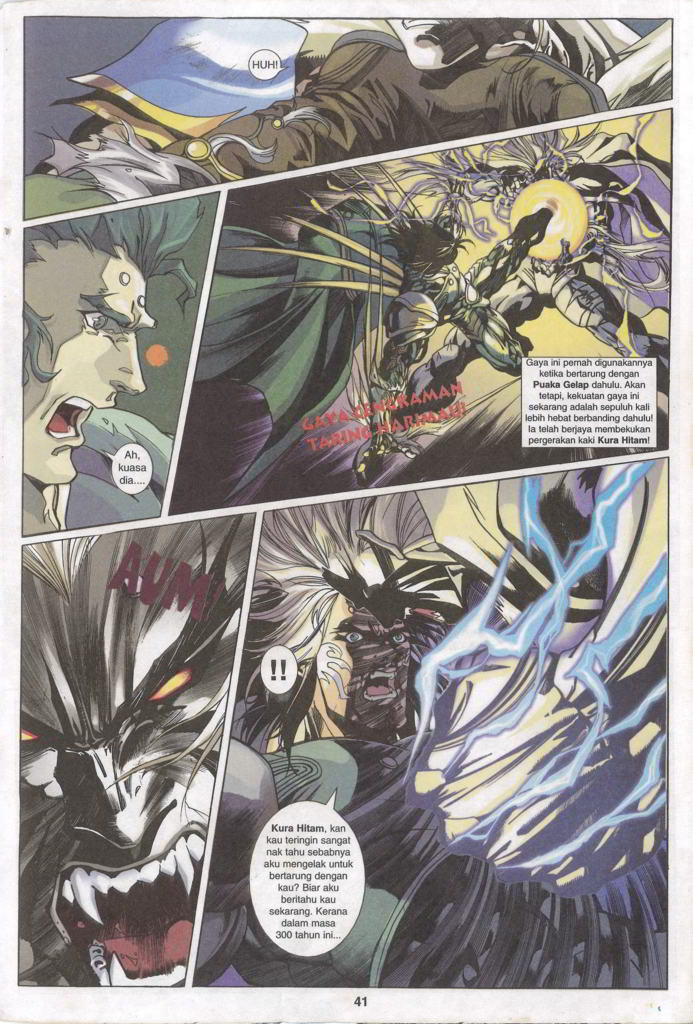 HUH!
Gaya ini pernah digunakannya
ketika bertarung dengan
Puaka Gelap dahulu. Akan
tetapi, kekuatan gaya ini
sekarang adalah sepuluh kali
lebih hebat berbanding dahulu!
Ia telah berjaya membekukan
pergerakan kaki Kura Hitam!
GAYA CENGKAMAN
TARING HARIMAU!
Ah,
kuasa
dia....
AUM!
!!
Kura Hitam, kan
kau teringin sangat
nak tahu sebabnya
aku mengelak untuk
bertarung dengan
kau? Biar aku
beritahu kau
sekarang. Kerana
dalam masa
300 tahun ini...
41